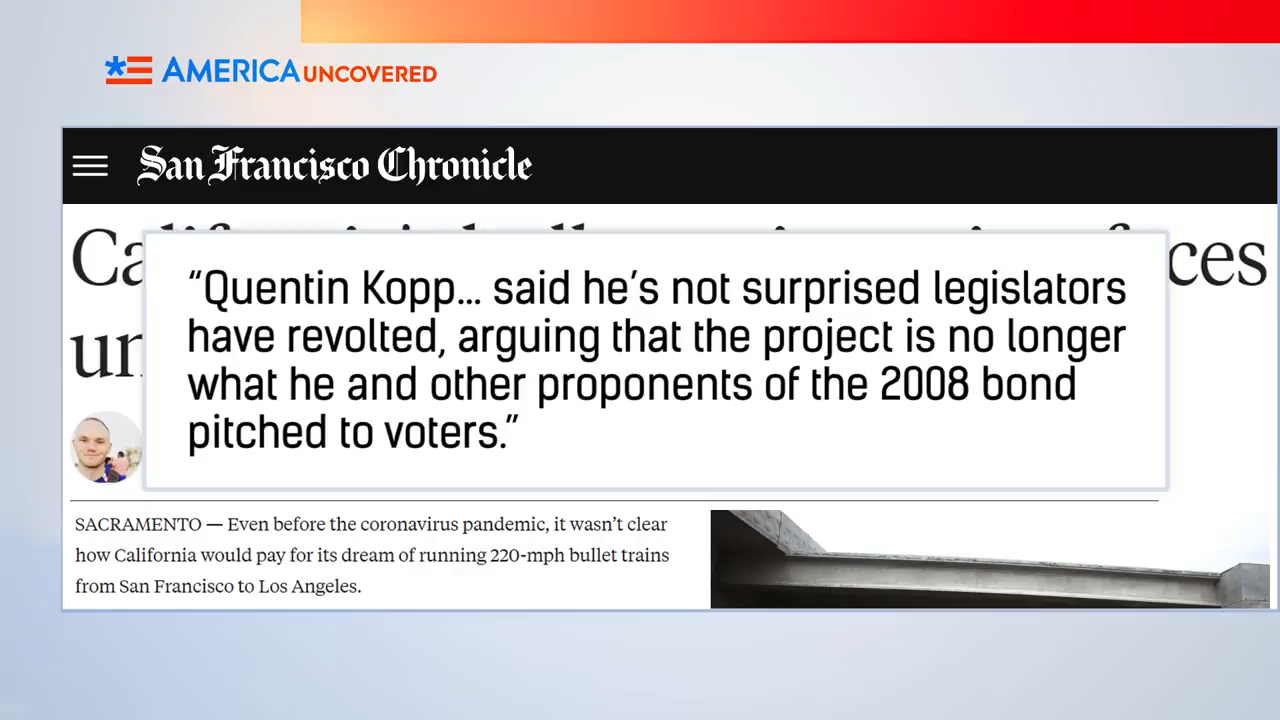 AMERICA UNCOVERED
San Francisco Chronicle
“Quentin Kopp... said he’s not surprised legislators
have revolted, arguing that the project is no longer
what he and other proponents of the 2008 bond
pitched to voters.”
SACRAMENTO — Even before the coronavirus pandemic, it wasn’t clear
how California would pay for its dream of running 220-mph bullet trains
from San Francisco to Los Angeles.